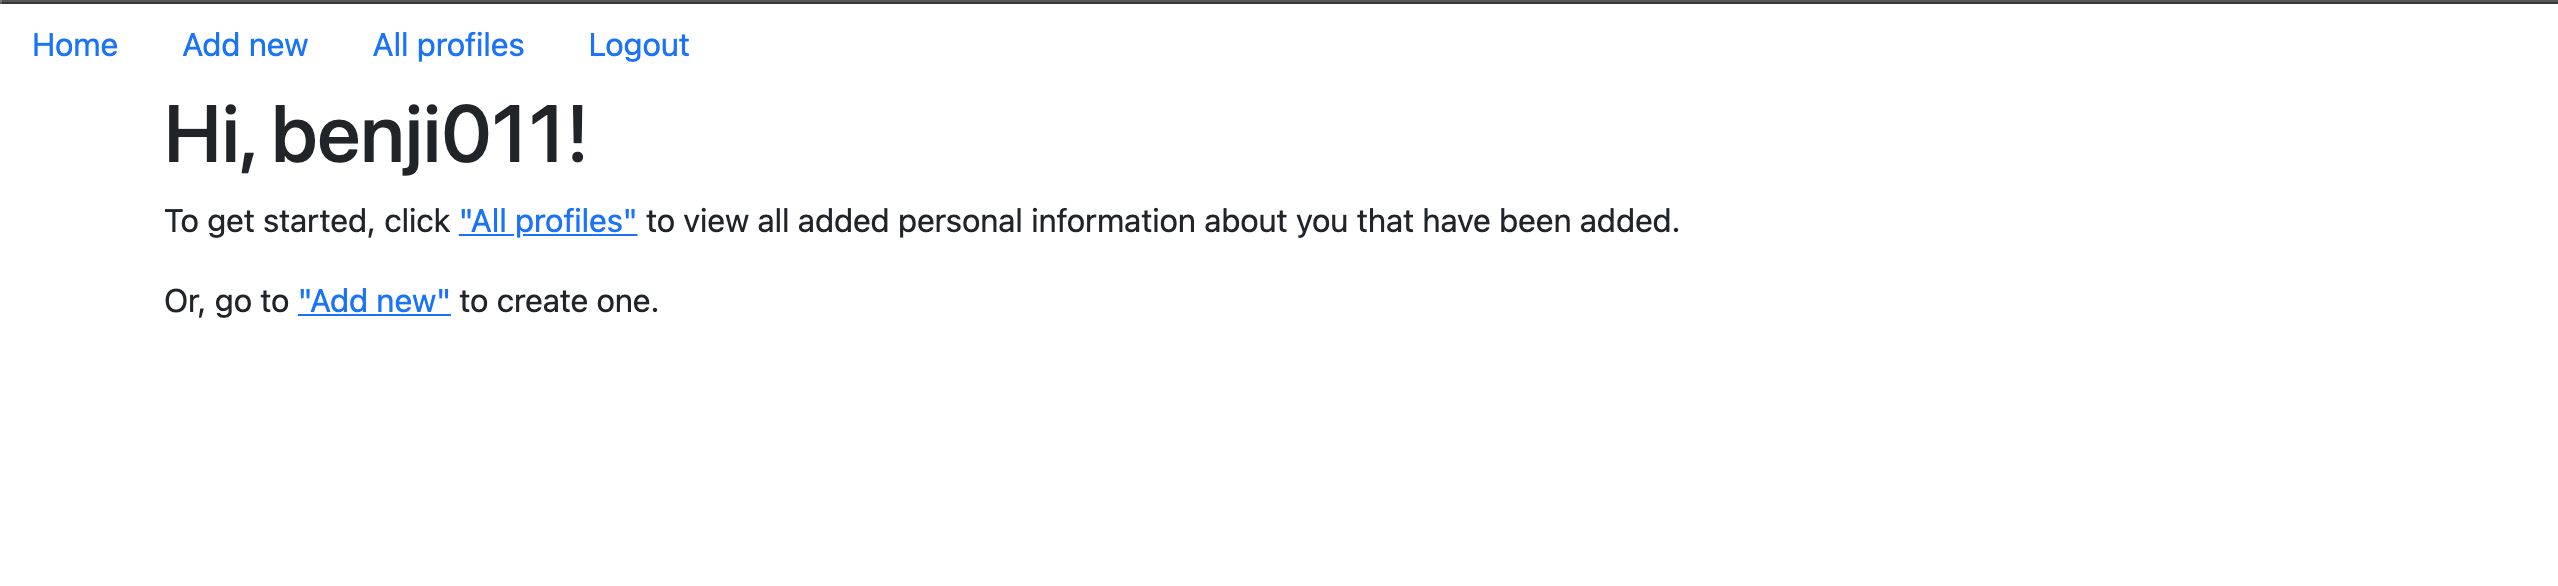 Home Add new All profiles Logout
Hi, benji011!
To get started, click "All profiles" to view all added personal information about you that have been added.
Or, go to "Add new" to create one.